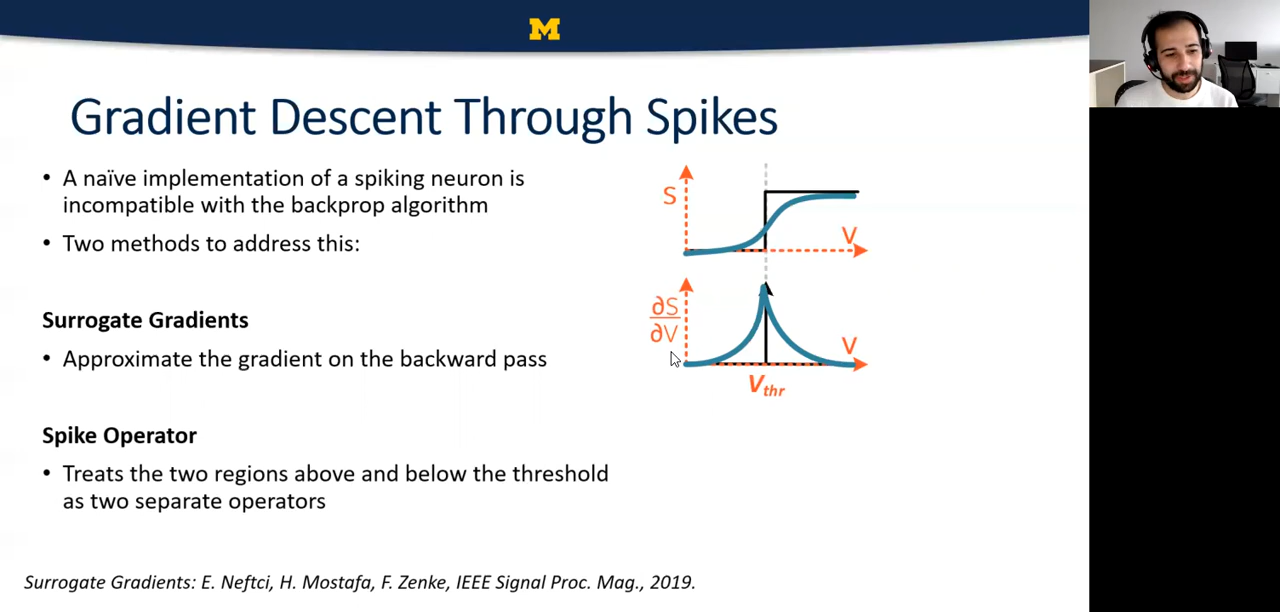 M
Gradient Descent Through Spikes
• A naïve implementation of a spiking neuron is
incompatible with the backprop algorithm
• Two methods to address this:
Surrogate Gradients
• Approximate the gradient on the backward pass
Spike Operator
• Treats the two regions above and below the threshold
as two separate operators
S
V
∂S
∂V
V
Vthr
Surrogate Gradients: E. Neftci, H. Mostafa, F. Zenke, IEEE Signal Proc. Mag., 2019.